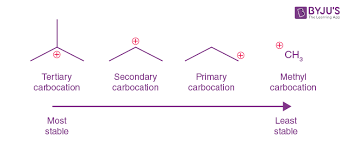 BYJU'S
The Learning App
⊕
⊕
⊕
⊕
CH₃
Tertiary
carbocation
Secondary
carbocation
Primary
carbocation
Methyl
carbocation
Most
stable
Least
stable